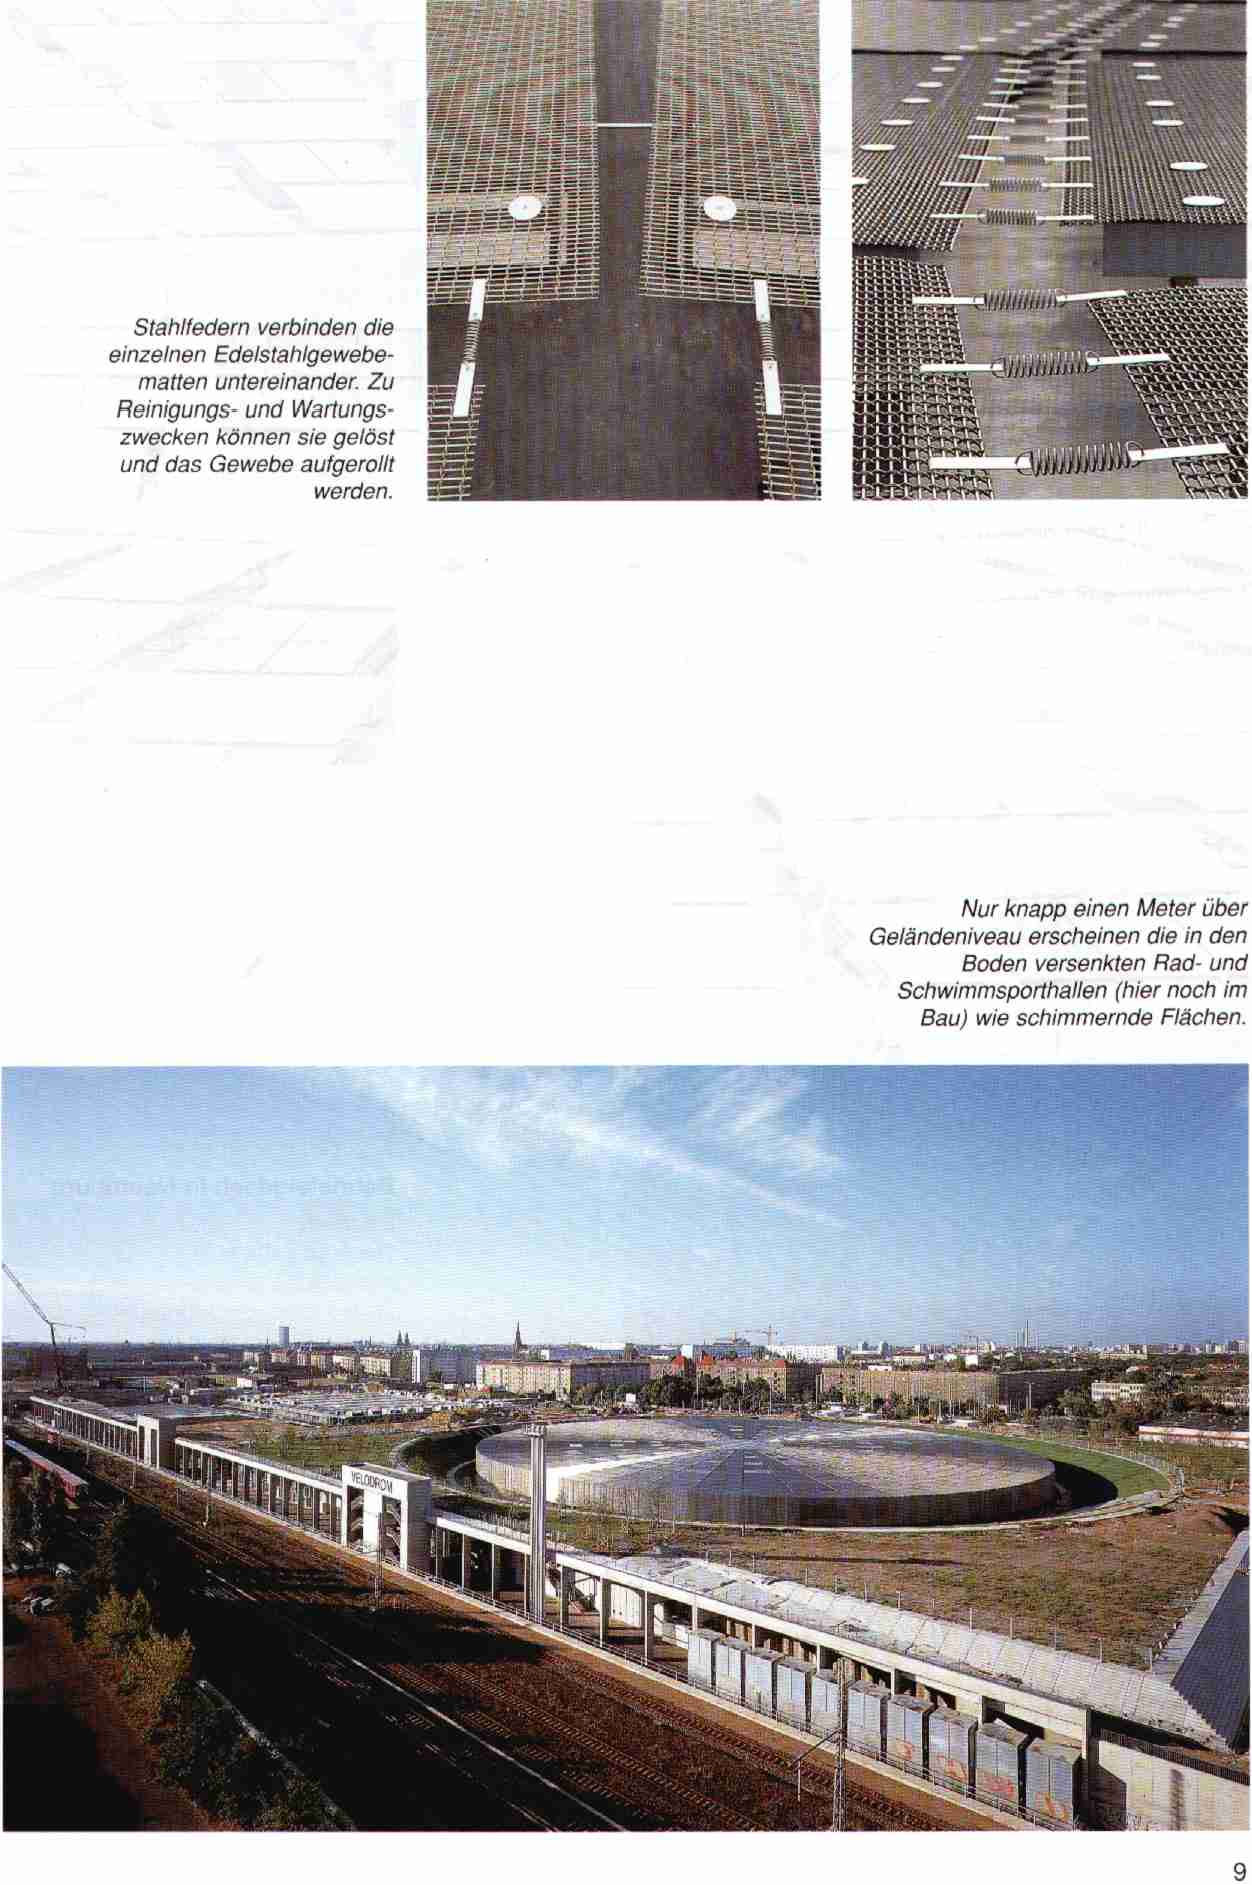 Stahlfedern verbinden die
einzelnen Edelstahlgewebe-
matten untereinander. Zu
Reinigungs- und Wartungs-
zwecken können sie gelöst
und das Gewebe aufgerollt
werden.
Nur knapp einen Meter über
Geländeniveau erscheinen die in den
Boden versenkten Rad- und
Schwimmsporthallen (hier noch im
Bau) wie schimmernde Flächen.
VELODROM
9